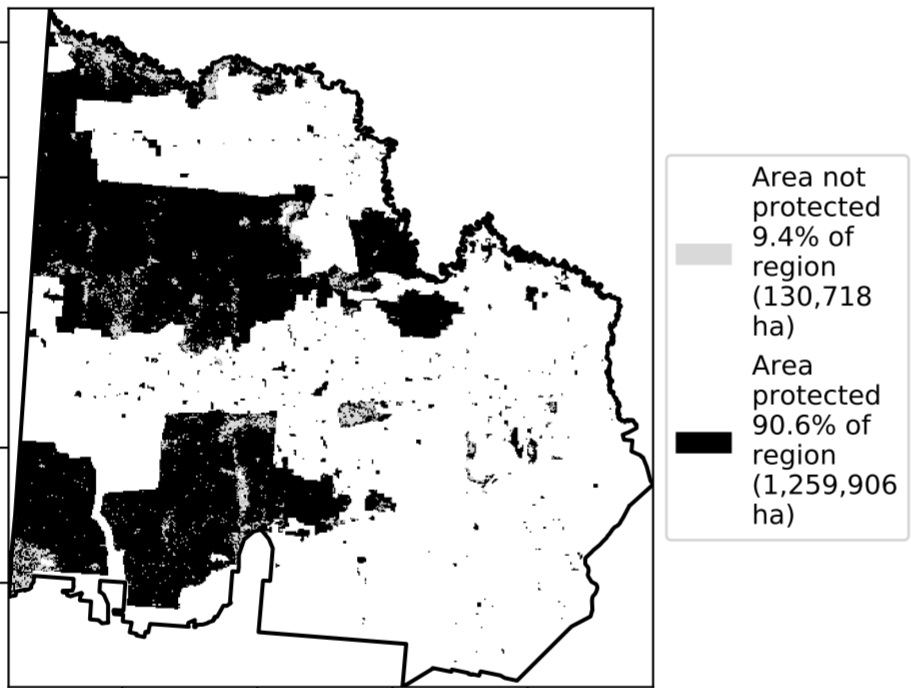 Area not
protected
9.4% of
region
(130,718
ha)
Area
protected
90.6% of
region
(1,259,906
ha)